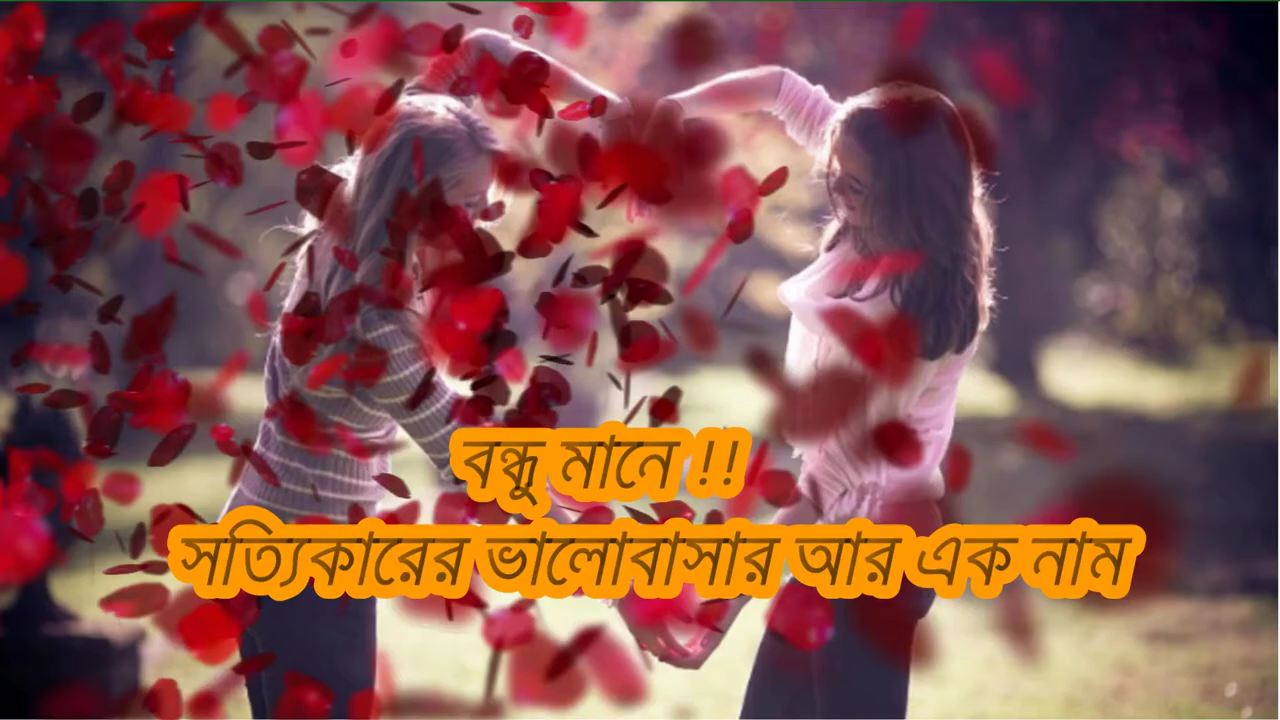 বন্ধু মানে !!
সত্যিকারের ভালোবাসার আর এক নাম